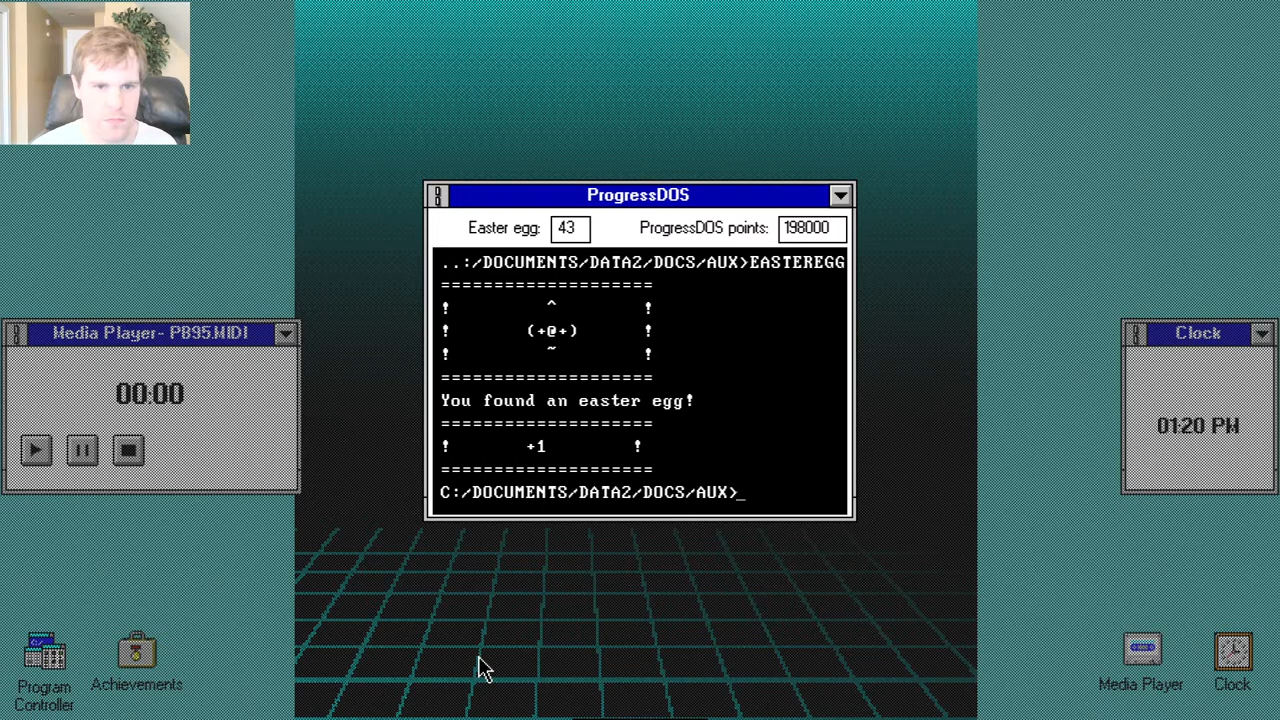 ProgressDOS
Easter egg: 43 ProgressDOS points: 198000
..:/DOCUMENTS/DATA2/DOCS/AUX>EASTEREGG
====================
! ^ !
! (+@+) !
! ~ !
====================
You found an easter egg!
====================
! +1 !
====================
C:/DOCUMENTS/DATA2/DOCS/AUX>_
Media Player- PB95.MIDI
00:00
Clock
01:20 PM
Program
Controller
Achievements
Media Player
Clock